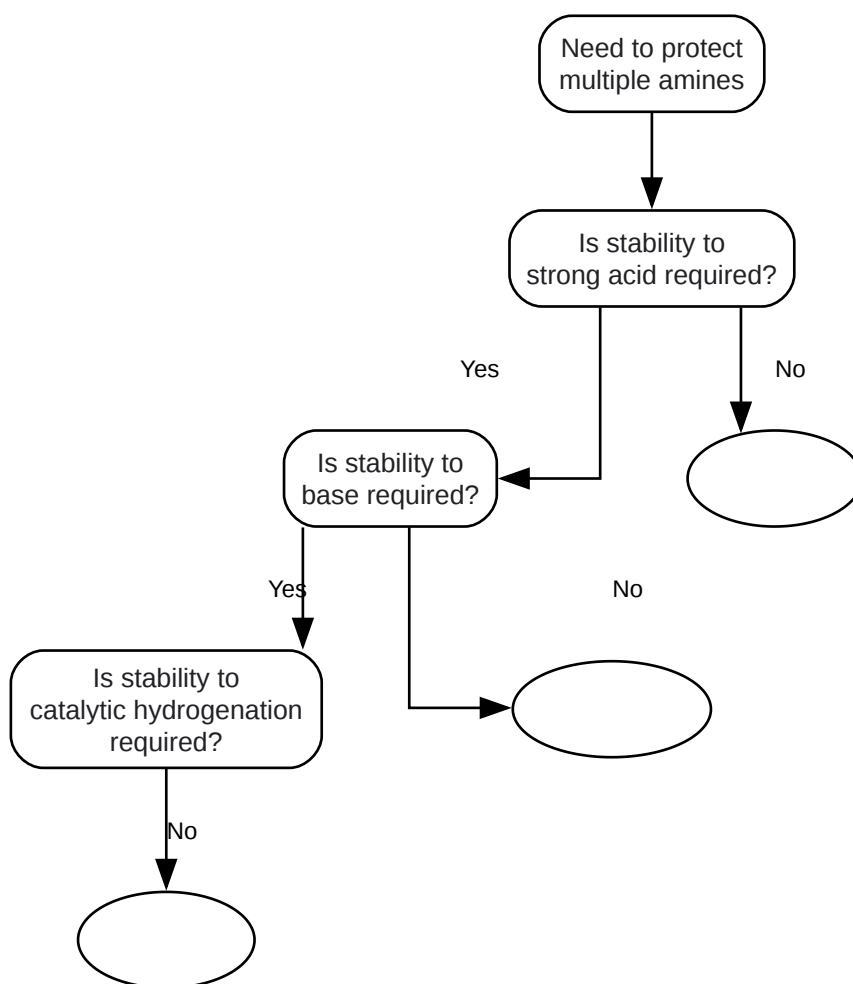 Need to protect
multiple amines
Is stability to
strong acid required?
Yes
No
Is stability to
base required?
Yes
No
Is stability to
catalytic hydrogenation
required?
No